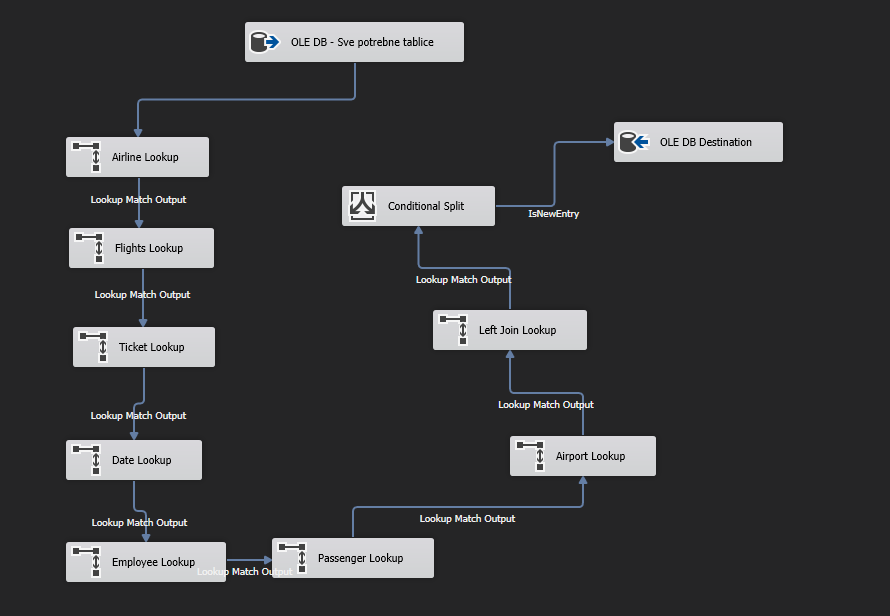 OLE DB - Sve potrebne tablice
Airline Lookup
Lookup Match Output
Flights Lookup
Lookup Match Output
Ticket Lookup
Lookup Match Output
Date Lookup
Lookup Match Output
Employee Lookup
Lookup Match Output
Passenger Lookup
Lookup Match Output
Airport Lookup
Lookup Match Output
Left Join Lookup
Lookup Match Output
Conditional Split
IsNewEntry
OLE DB Destination